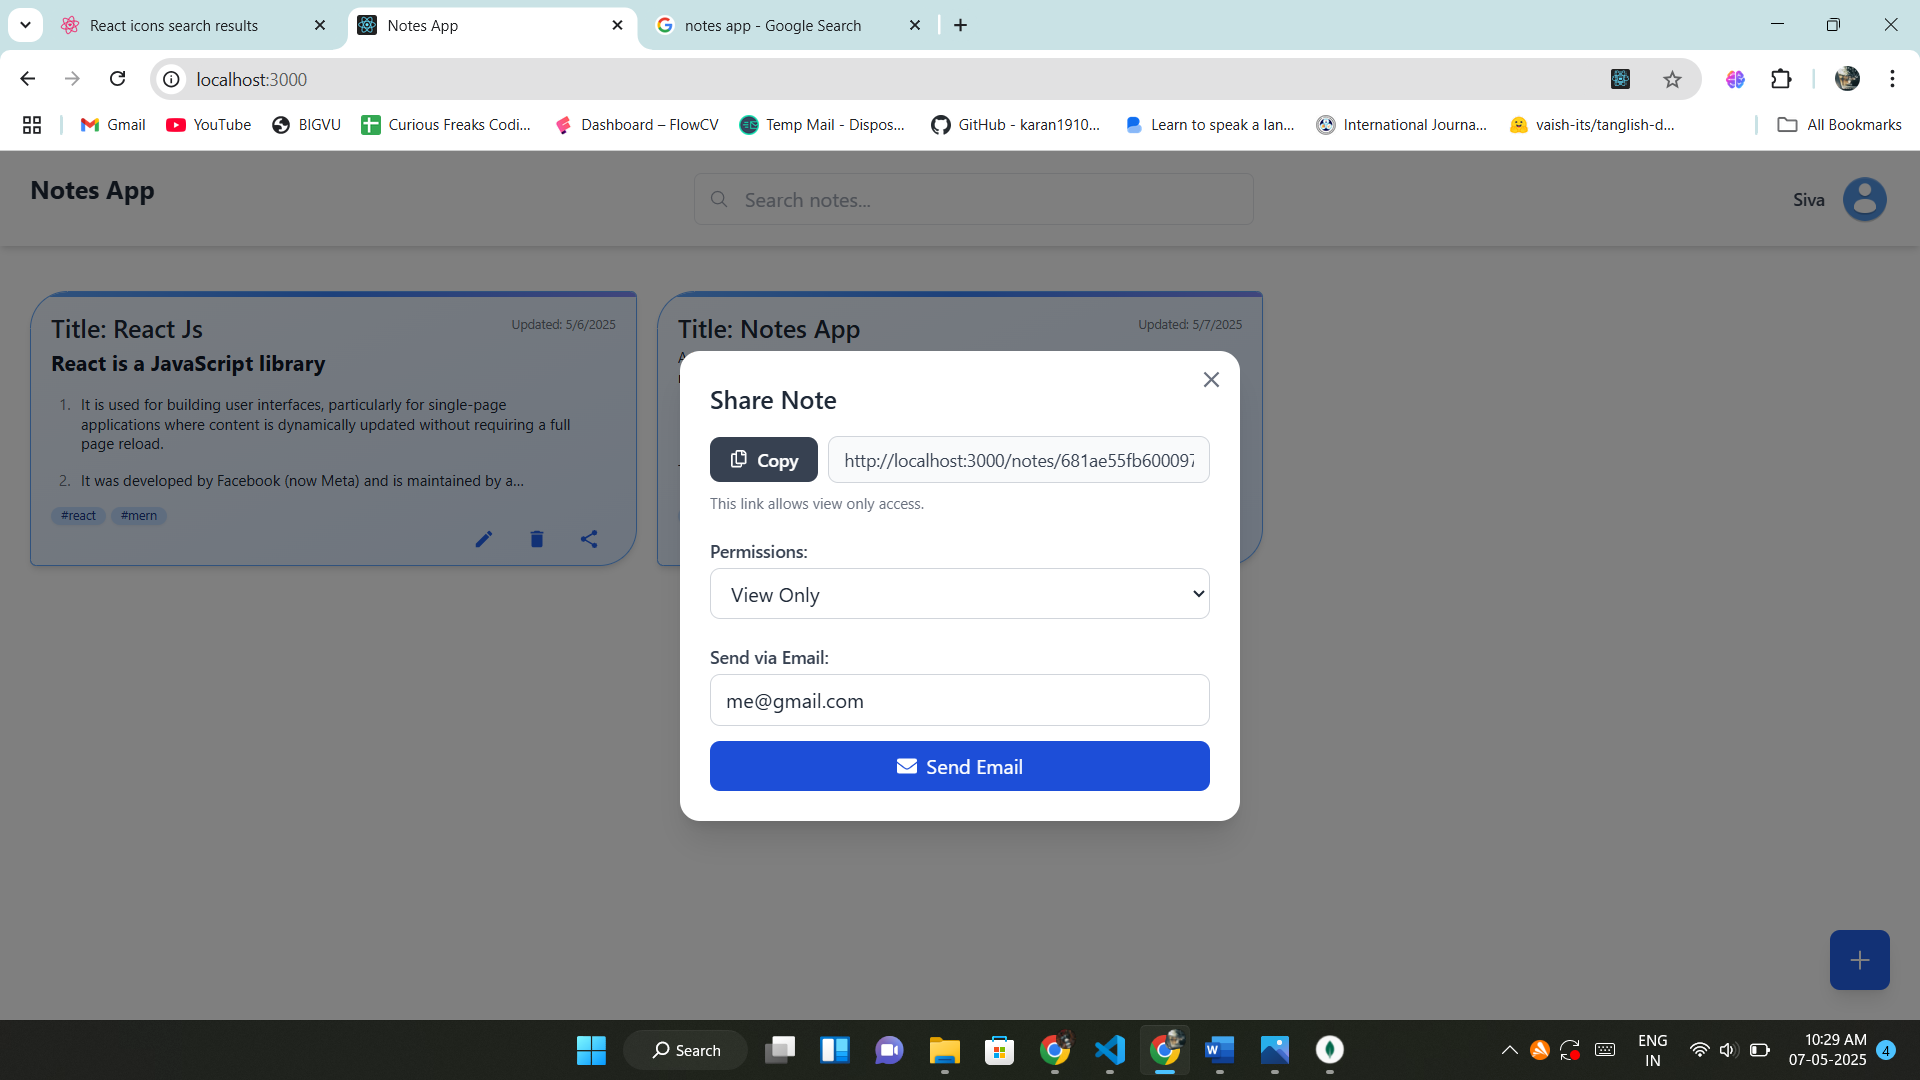 React icons search results
Notes App
notes app - Google Search
localhost:3000
Gmail
YouTube
BIGVU
Curious Freaks Codi...
Dashboard – FlowCV
Temp Mail - Dispos...
GitHub - karan1910...
Learn to speak a lan...
International Journa...
vaish-its/tanglish-d...
All Bookmarks
Notes App
Search notes...
Siva
Title: React Js
Updated: 5/6/2025
React is a JavaScript library
1. It is used for building user interfaces, particularly for single-page
applications where content is dynamically updated without requiring a full
page reload.
2. It was developed by Facebook (now Meta) and is maintained by a...
#react
#mern
Title: Notes App
Updated: 5/7/2025
Share Note
Copy
http://localhost:3000/notes/681ae55fb600097
This link allows view only access.
Permissions:
View Only
Send via Email:
me@gmail.com
Send Email
Search
ENG
IN
10:29 AM
07-05-2025
4